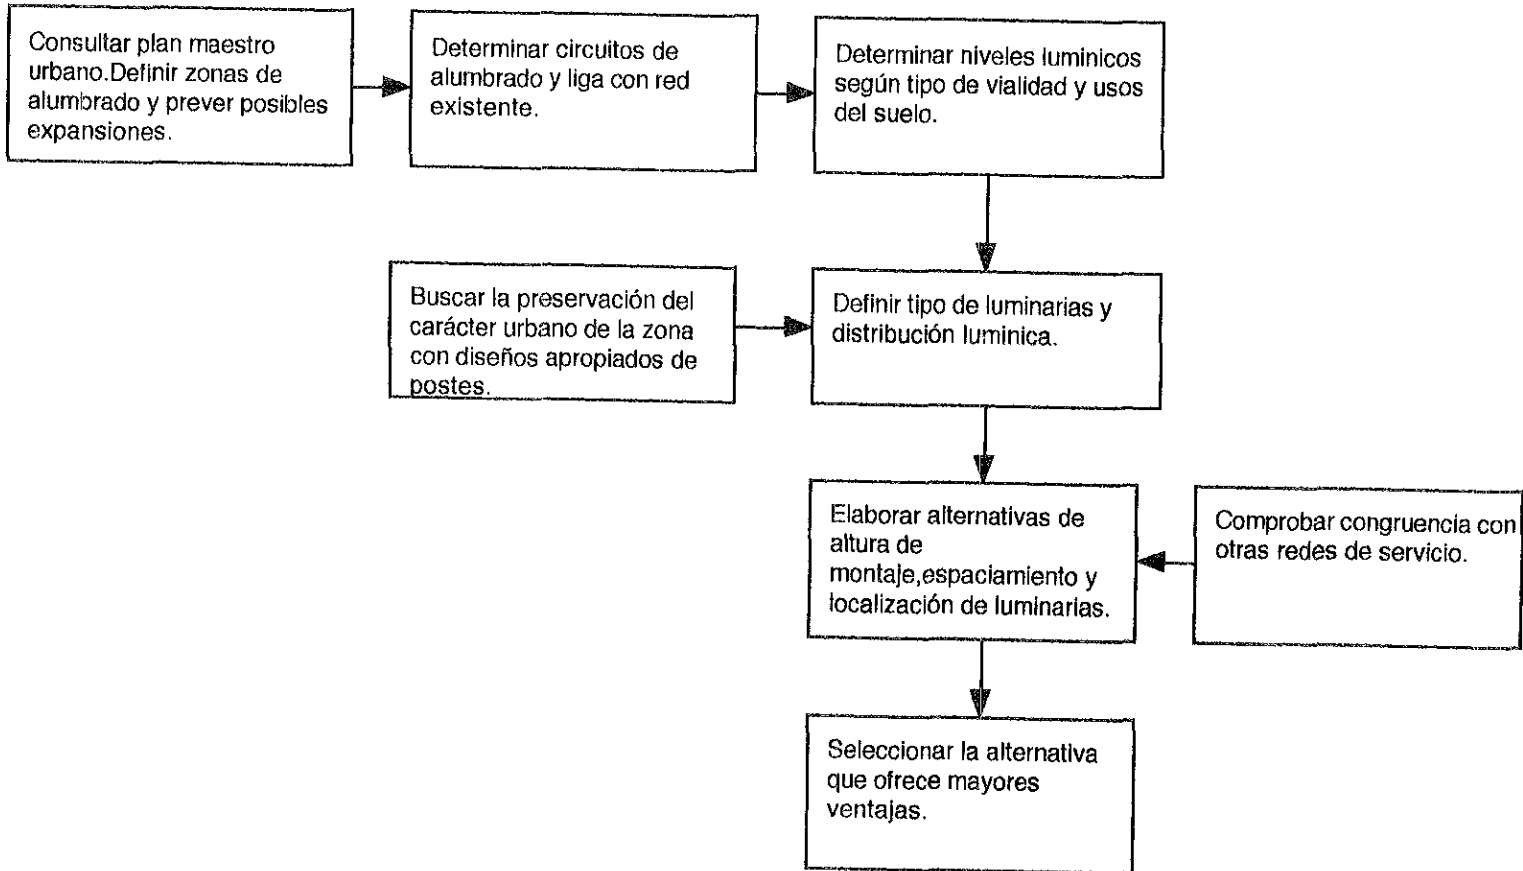 Consultar plan maestro
urbano.Definir zonas de
alumbrado y prever posibles
expansiones.
Determinar circuitos de
alumbrado y liga con red
existente.
Determinar niveles luminicos
según tipo de vialidad y usos
del suelo.
Buscar la preservación del
carácter urbano de la zona
con diseños apropiados de
postes.
Definir tipo de luminarias y
distribución luminica.
Elaborar alternativas de
altura de
montaje,espaciamiento y
localización de luminarias.
Comprobar congruencia con
otras redes de servicio.
Seleccionar la alternativa
que ofrece mayores
ventajas.